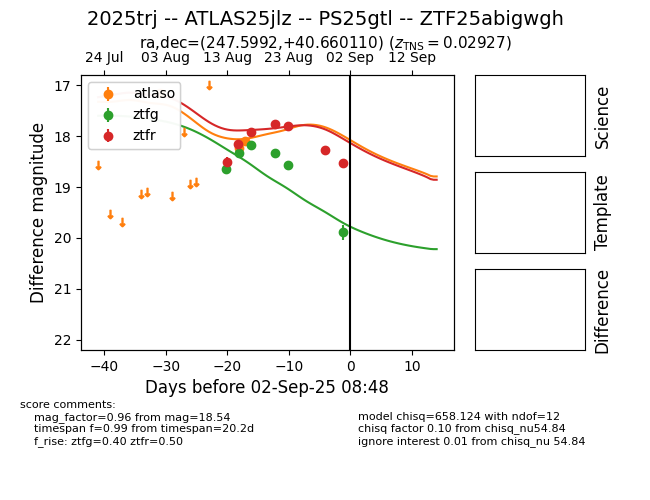 2025trj -- ATLAS25jlz -- PS25gtl -- ZTF25abigwgh
ra,dec=(247.5992,+40.660110) (zTNS = 0.02927)
24 Jul 03 Aug 13 Aug 23 Aug 02 Sep 12 Sep
atlaso
ztfg
ztfr
17
18
19
20
21
22
Difference magnitude
−40 −30 −20 −10 0 10
Days before 02-Sep-25 08:48
Science
Template
Difference
score comments:
mag_factor=0.96 from mag=18.54
timespan f=0.99 from timespan=20.2d
f_rise: ztfg=0.40 ztfr=0.50
model chisq=658.124 with ndof=12
chisq factor 0.10 from chisq_nu54.84
ignore interest 0.01 from chisq_nu 54.84